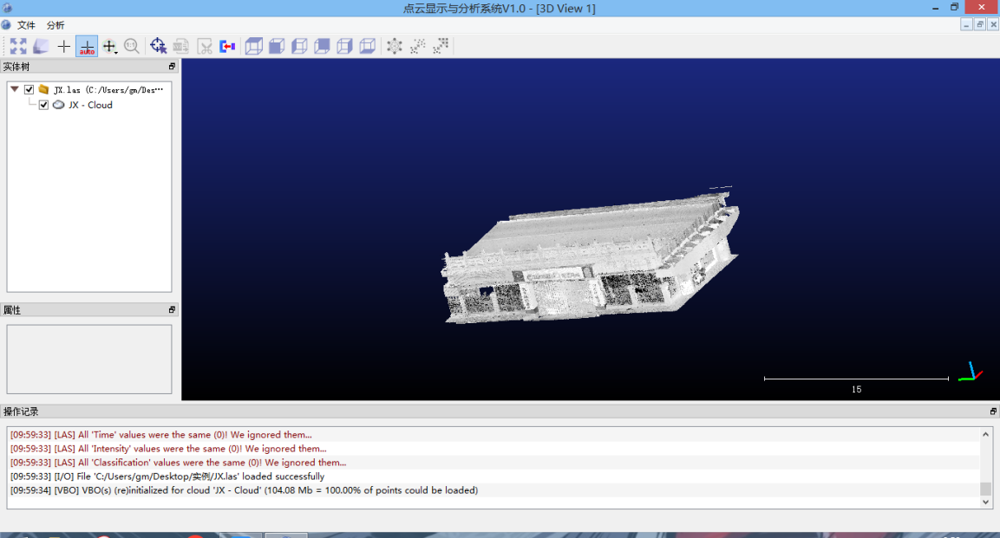 点云显示与分析系统V1.0 - [3D View 1]
文件 分析
auto
1:1
实体树
JX.las (C:/Users/gm/Des···
JX - Cloud
属性
15
操作记录
[09:59:33] [LAS] All 'Time' values were the same (0)! We ignored them...
[09:59:33] [LAS] All 'Intensity' values were the same (0)! We ignored them...
[09:59:33] [LAS] All 'Classification' values were the same (0)! We ignored them...
[09:59:33] [I/O] File 'C:/Users/gm/Desktop/实例/JX.las' loaded successfully
[09:59:34] [VBO] VBO(s) (re)initialized for cloud 'JX - Cloud' (104.08 Mb = 100.00% of points could be loaded)